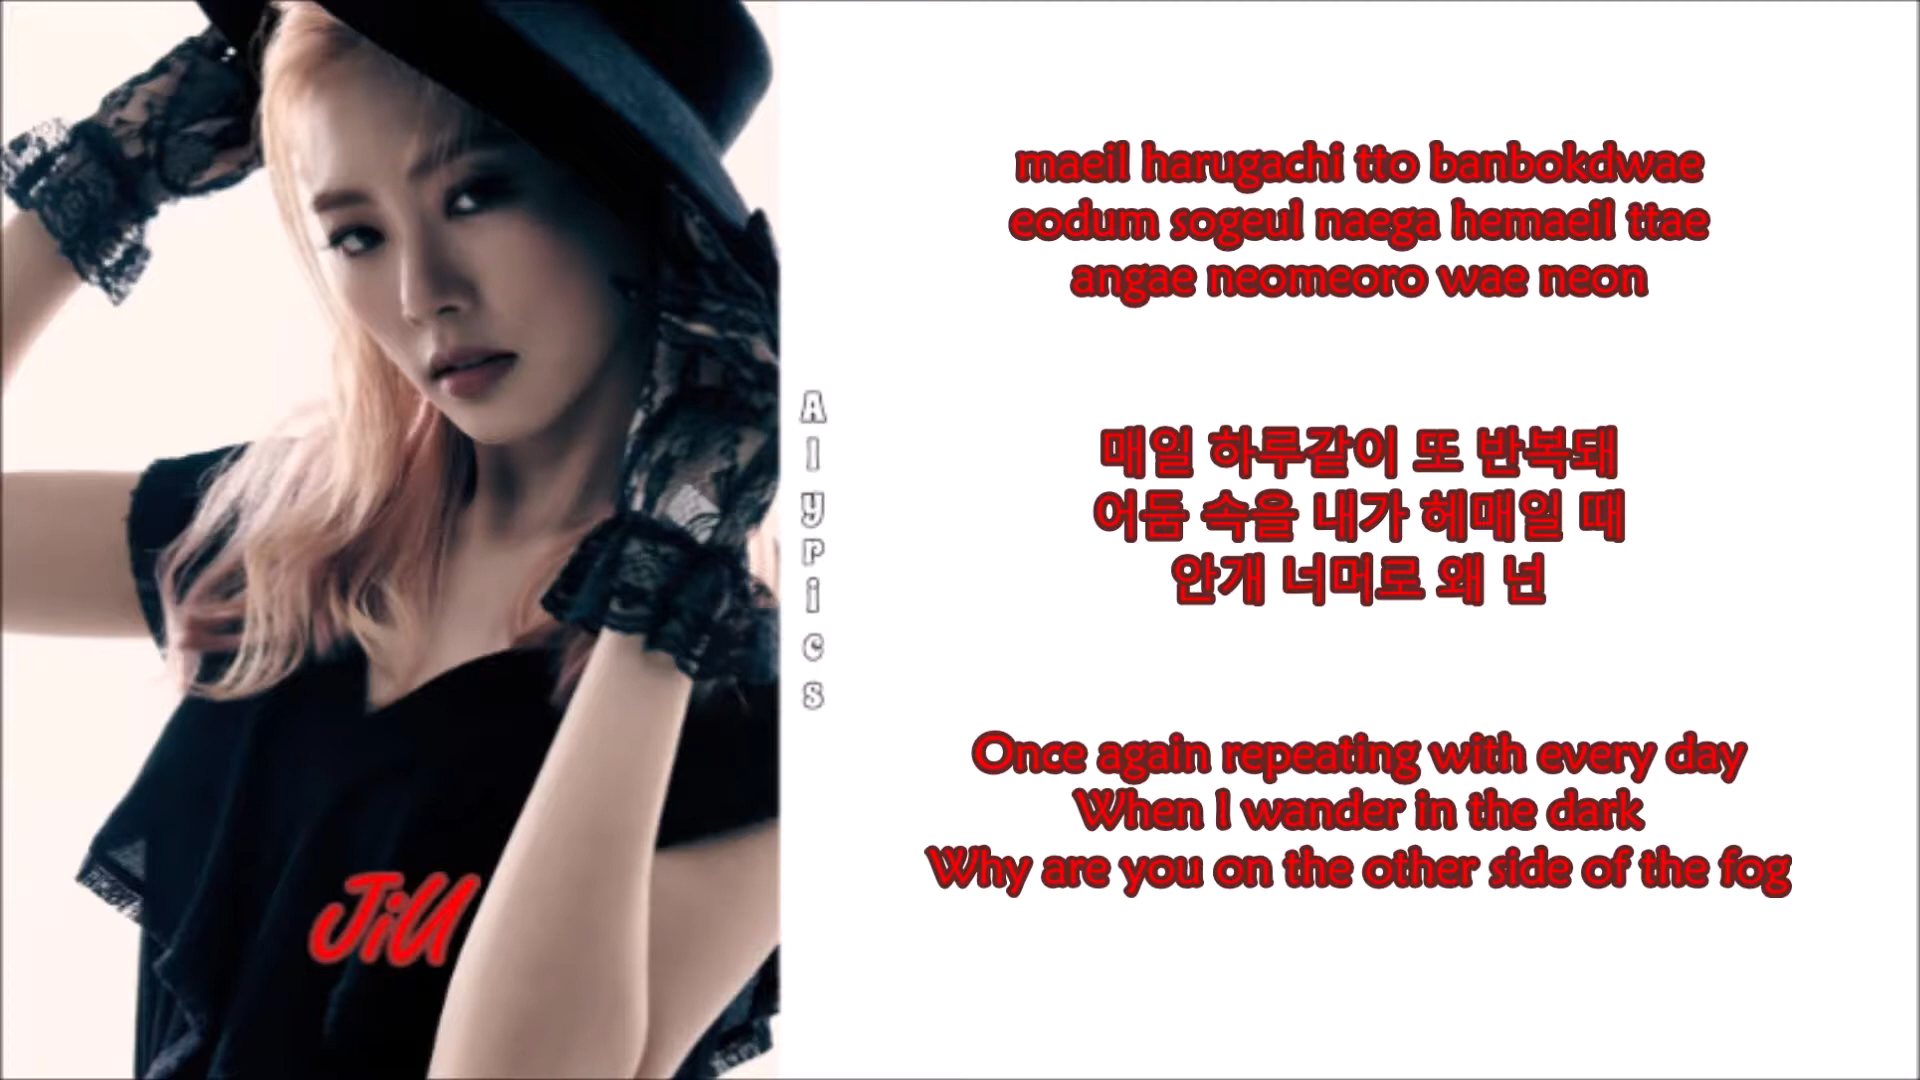 maeil harugachi tto banbokdwae
eodum sogeul naega hemaeil ttae
angae neomeoro wae neon
매일 하루같이 또 반복돼
어둠 속을 내가 헤매일 때
안개 너머로 왜 넌
Once again repeating with every day
When I wander in the dark
Why are you on the other side of the fog
Alypics
JiU